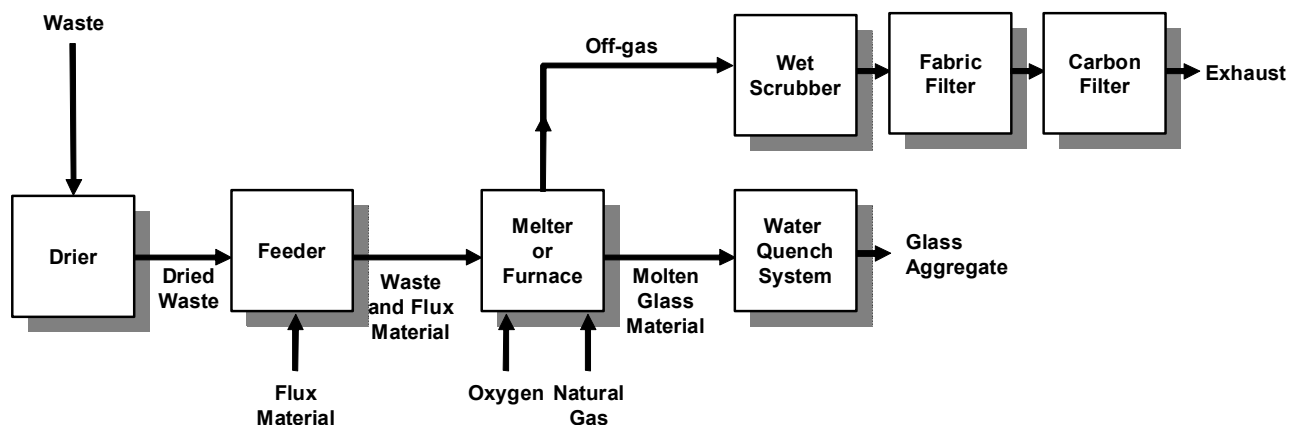 Waste
Off-gas
Wet
Scrubber
Fabric
Filter
Carbon
Filter
Exhaust
Drier
Dried
Waste
Feeder
Waste
and Flux
Material
Melter
or
Furnace
Molten
Glass
Material
Water
Quench
System
Glass
Aggregate
Flux
Material
Oxygen
Natural
Gas